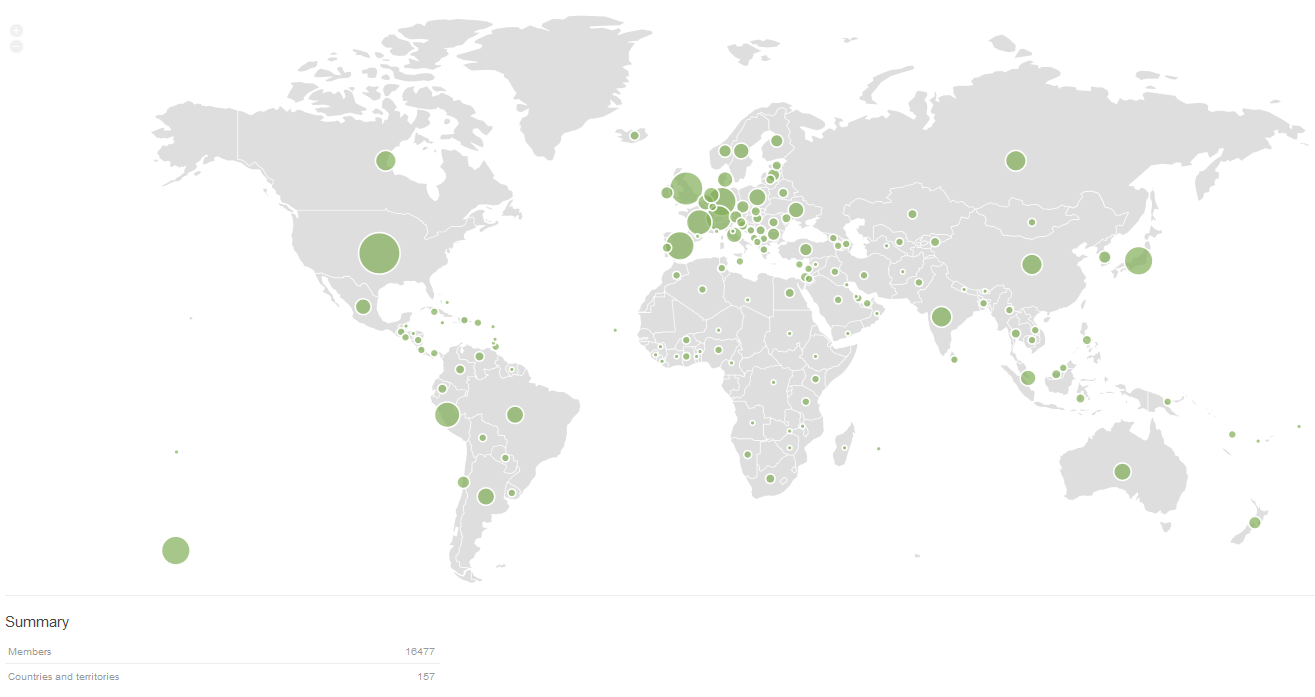 +
−
Summary
Members 16477
Countries and territories 157